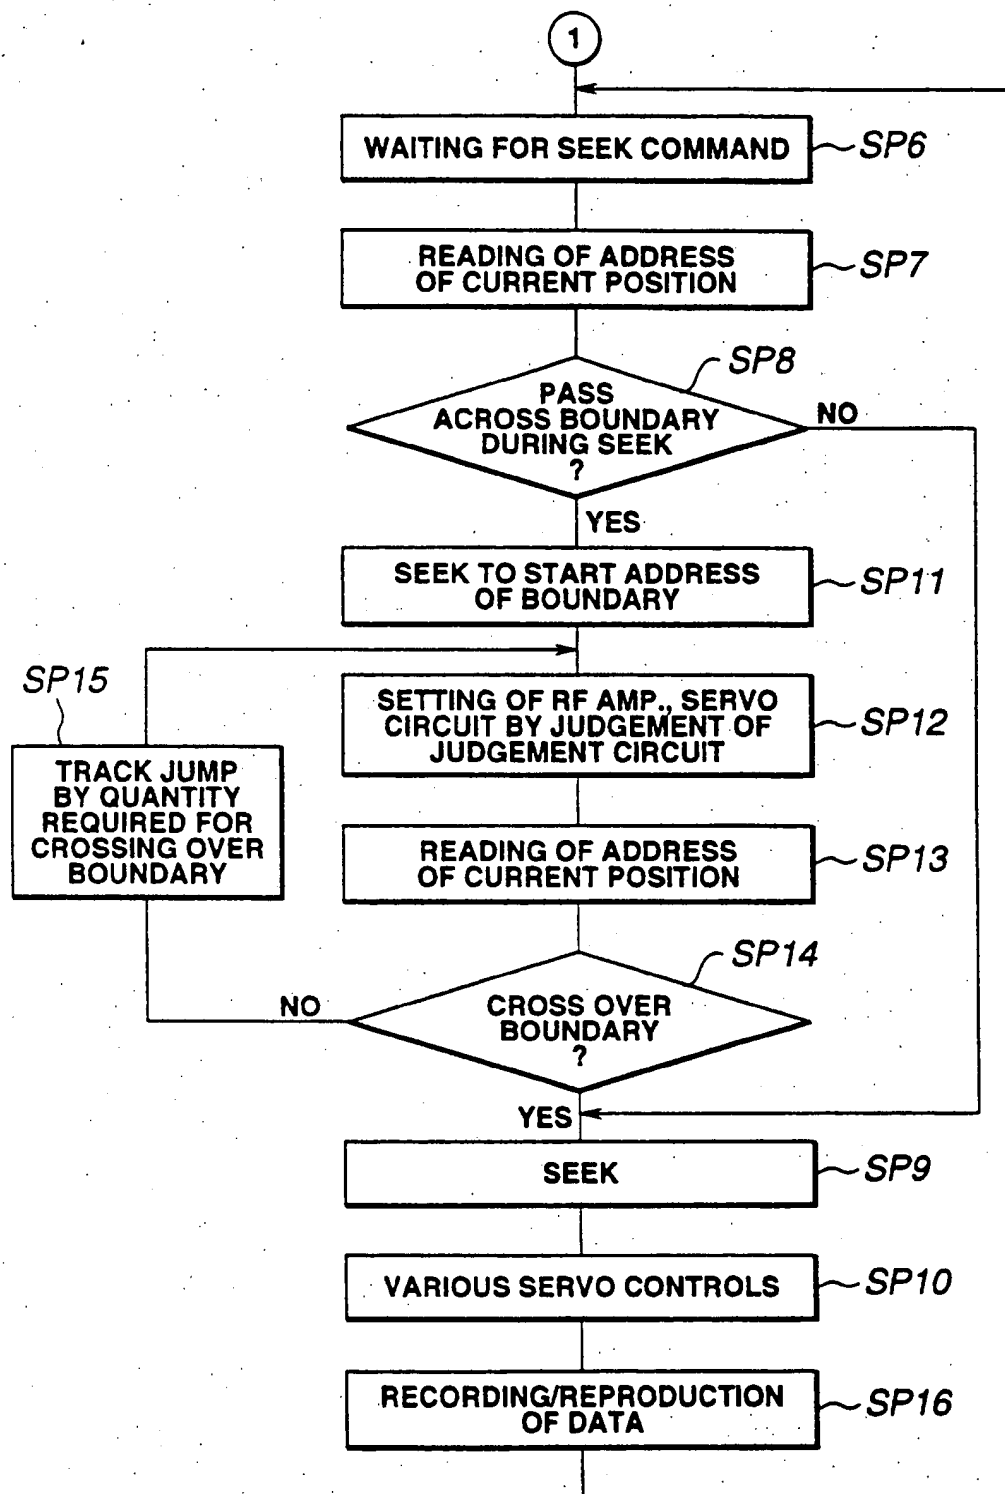 1
WAITING FOR SEEK COMMAND
SP6
READING OF ADDRESS
OF CURRENT POSITION
SP7
SP8
PASS
ACROSS BOUNDARY
DURING SEEK
?
NO
YES
SEEK TO START ADDRESS
OF BOUNDARY
SP11
SP15
TRACK JUMP
BY QUANTITY
REQUIRED FOR
CROSSING OVER
BOUNDARY
SETTING OF RF AMP., SERVO
CIRCUIT BY JUDGEMENT OF
JUDGEMENT CIRCUIT
SP12
READING OF ADDRESS
OF CURRENT POSITION
SP13
SP14
CROSS OVER
BOUNDARY
?
NO
YES
SEEK
SP9
VARIOUS SERVO CONTROLS
SP10
RECORDING/REPRODUCTION
OF DATA
SP16